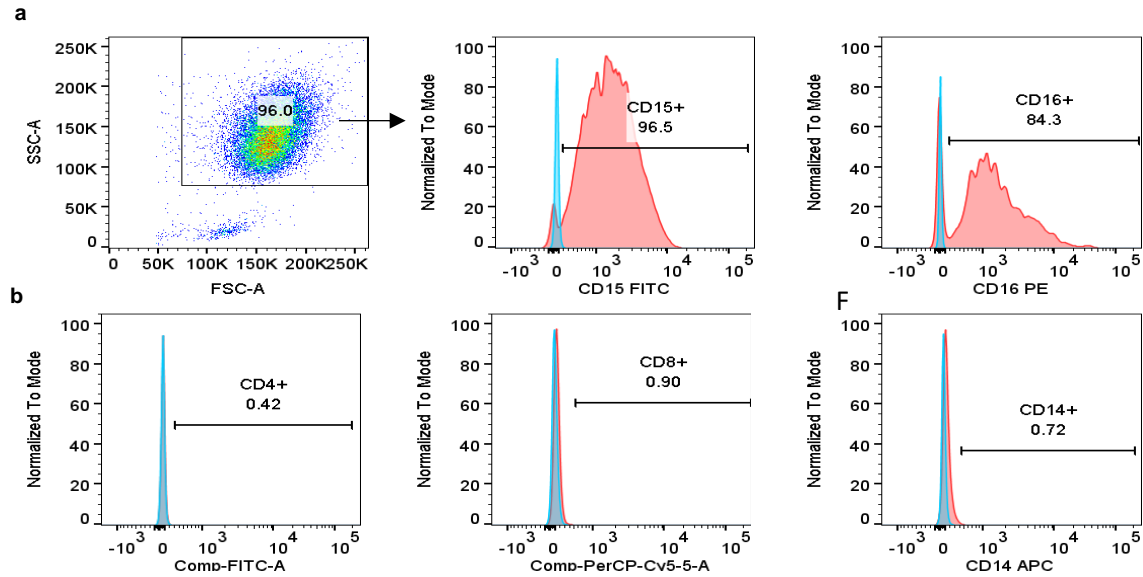 a
250K
200K
150K
100K
50K
0
SSC-A
96.0
0 50K 100K 150K 200K250K
FSC-A
100
80
60
40
20
0
Normalized To Mode
CD15+
96.5
-10^3 0 10^3 10^4 10^5
CD15 FITC
100
80
60
40
20
0
Normalized To Mode
CD16+
84.3
-10^3 0 10^3 10^4 10^5
CD16 PE
b
100
80
60
40
20
0
Normalized To Mode
CD4+
0.42
-10^3 0 10^3 10^4 10^5
Comp-FITC-A
100
80
60
40
20
0
Normalized To Mode
CD8+
0.90
-10^3 0 10^3 10^4 10^5
Comp-PerCP-Cy5-5-A
F
100
80
60
40
20
0
Normalized To Mode
CD14+
0.72
-10^3 0 10^3 10^4 10^5
CD14 APC